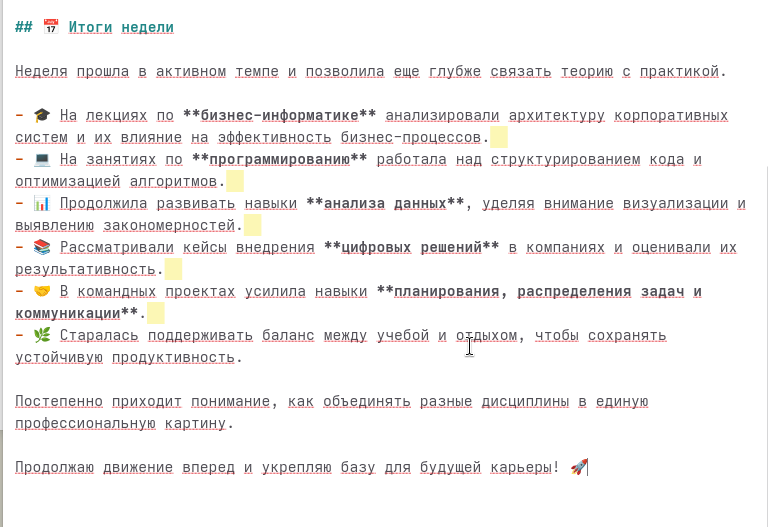 ## 📅 Итоги недели
Неделя прошла в активном темпе и позволила еще глубже связать теорию с практикой.
- 🎓 На лекциях по **бизнес-информатике** анализировали архитектуру корпоративных
систем и их влияние на эффективность бизнес-процессов.
- 💻 На занятиях по **программированию** работала над структурированием кода и
оптимизацией алгоритмов.
- 📊 Продолжила развивать навыки **анализа данных**, уделяя внимание визуализации и
выявлению закономерностей.
- 📚 Рассматривали кейсы внедрения **цифровых решений** в компаниях и оценивали их
результативность.
- 🤝 В командных проектах усилила навыки **планирования, распределения задач и
коммуникации**.
- 🌿 Старалась поддерживать баланс между учебой и отдыхом, чтобы сохранять
устойчивую продуктивность.
Постепенно приходит понимание, как объединять разные дисциплины в единую
профессиональную картину.
Продолжаю движение вперед и укрепляю базу для будущей карьеры! 🚀